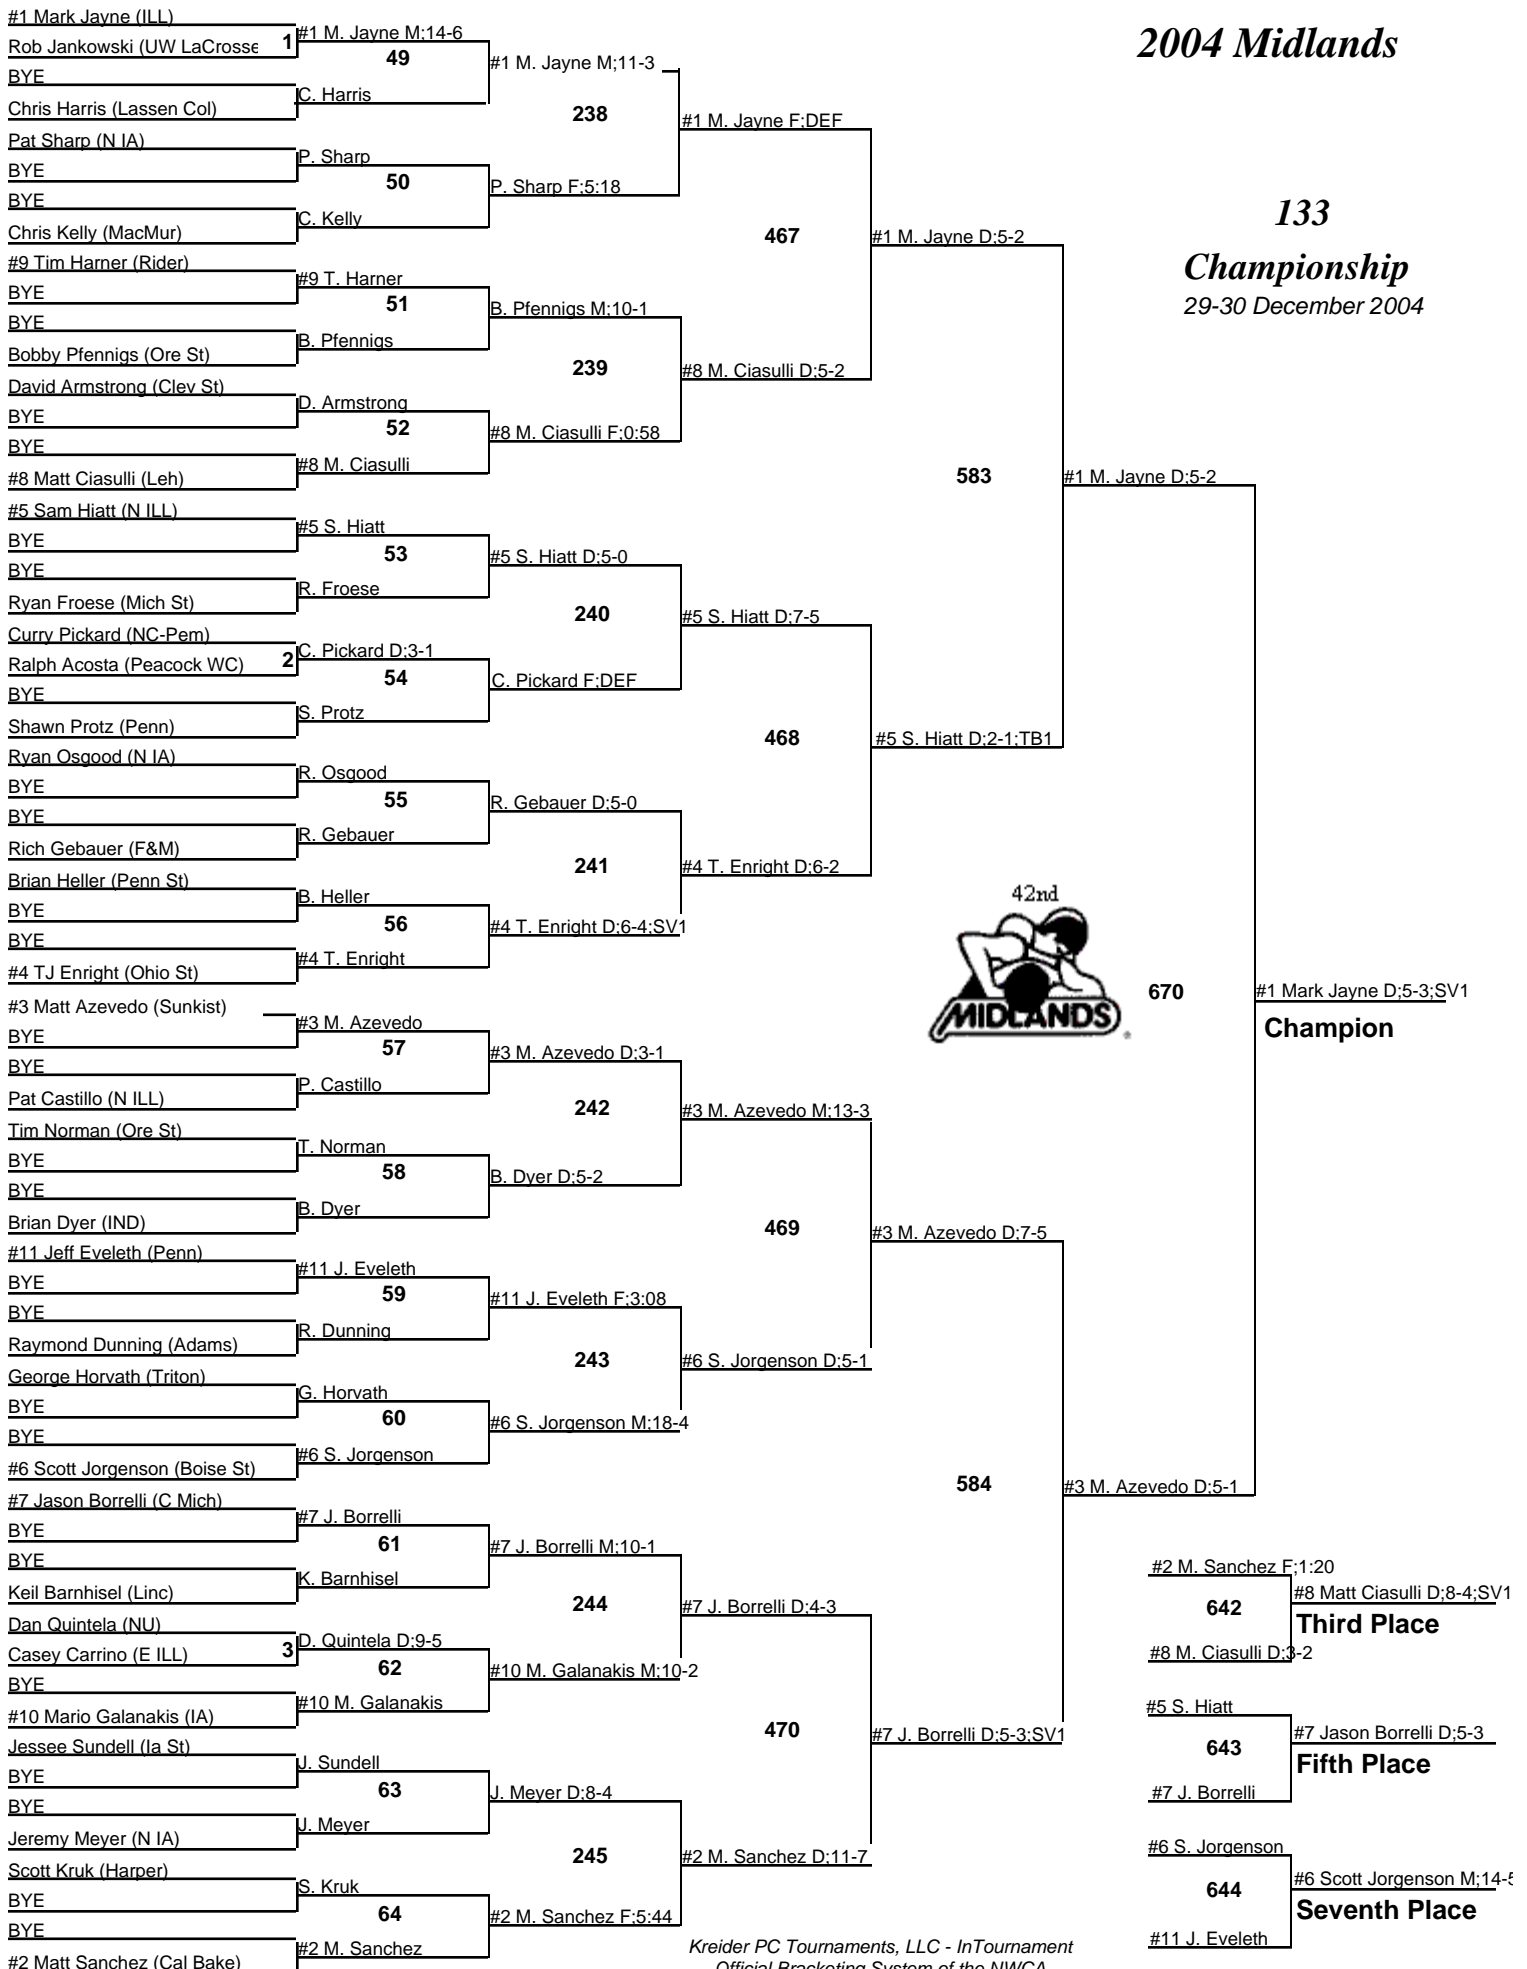 2004 Midlands
133
Championship
29-30 December 2004
#1 Mark Jayne (ILL)
Rob Jankowski (UW LaCrosse
1
BYE
Chris Harris (Lassen Col)
Pat Sharp (N IA)
BYE
BYE
Chris Kelly (MacMur)
#9 Tim Harner (Rider)
BYE
BYE
Bobby Pfennigs (Ore St)
David Armstrong (Clev St)
BYE
BYE
#8 Matt Ciasulli (Leh)
#5 Sam Hiatt (N ILL)
BYE
BYE
Ryan Froese (Mich St)
Curry Pickard (NC-Pem)
Ralph Acosta (Peacock WC)
2
BYE
Shawn Protz (Penn)
Ryan Osgood (N IA)
BYE
BYE
Rich Gebauer (F&M)
Brian Heller (Penn St)
BYE
BYE
#4 TJ Enright (Ohio St)
#3 Matt Azevedo (Sunkist)
BYE
BYE
Pat Castillo (N ILL)
Tim Norman (Ore St)
BYE
BYE
Brian Dyer (IND)
#11 Jeff Eveleth (Penn)
BYE
BYE
Raymond Dunning (Adams)
George Horvath (Triton)
BYE
BYE
#6 Scott Jorgenson (Boise St)
#7 Jason Borrelli (C Mich)
BYE
BYE
Keil Barnhisel (Linc)
Dan Quintela (NU)
Casey Carrino (E ILL)
3
BYE
#10 Mario Galanakis (IA)
Jessee Sundell (Ia St)
BYE
BYE
Jeremy Meyer (N IA)
Scott Kruk (Harper)
BYE
BYE
#2 Matt Sanchez (Cal Bake)
#1 M. Jayne M;14-6
49
C. Harris
P. Sharp
50
C. Kelly
#9 T. Harner
51
B. Pfennigs
D. Armstrong
52
#8 M. Ciasulli
#5 S. Hiatt
53
R. Froese
C. Pickard D;3-1
54
S. Protz
R. Osgood
55
R. Gebauer
B. Heller
56
#4 T. Enright
#3 M. Azevedo
57
P. Castillo
T. Norman
58
B. Dyer
#11 J. Eveleth
59
R. Dunning
G. Horvath
60
#6 S. Jorgenson
#7 J. Borrelli
61
K. Barnhisel
D. Quintela D;9-5
62
#10 M. Galanakis
J. Sundell
63
J. Meyer
S. Kruk
64
#2 M. Sanchez
#1 M. Jayne M;11-3
238
P. Sharp F;5:18
B. Pfennigs M;10-1
239
#8 M. Ciasulli F;0:58
#5 S. Hiatt D;5-0
240
C. Pickard F;DEF
R. Gebauer D;5-0
241
#4 T. Enright D;6-4;SV1
#3 M. Azevedo D;3-1
242
B. Dyer D;5-2
#11 J. Eveleth F;3:08
243
#6 S. Jorgenson M;18-4
#7 J. Borrelli M;10-1
244
#10 M. Galanakis M;10-2
J. Meyer D;8-4
245
#2 M. Sanchez F;5:44
#1 M. Jayne F;DEF
467
#8 M. Ciasulli D;5-2
#5 S. Hiatt D;7-5
468
#4 T. Enright D;6-2
#3 M. Azevedo M;13-3
469
#6 S. Jorgenson D;5-1
#7 J. Borrelli D;4-3
470
#2 M. Sanchez D;11-7
#1 M. Jayne D;5-2
583
#5 S. Hiatt D;2-1;TB1
#3 M. Azevedo D;7-5
584
#7 J. Borrelli D;5-3;SV1
#1 M. Jayne D;5-2
42nd
MIDLANDS
670
#3 M. Azevedo D;5-1
#1 Mark Jayne D;5-3;SV1
Champion
#2 M. Sanchez F;1:20
642
#8 M. Ciasulli D;3-2
#8 Matt Ciasulli D;8-4;SV1
Third Place
#5 S. Hiatt
643
#7 J. Borrelli
#7 Jason Borrelli D;5-3
Fifth Place
#6 S. Jorgenson
644
#11 J. Eveleth
#6 Scott Jorgenson M;14-5
Seventh Place
Kreider PC Tournaments, LLC - InTournament
Official Bracketing System of the NWCA